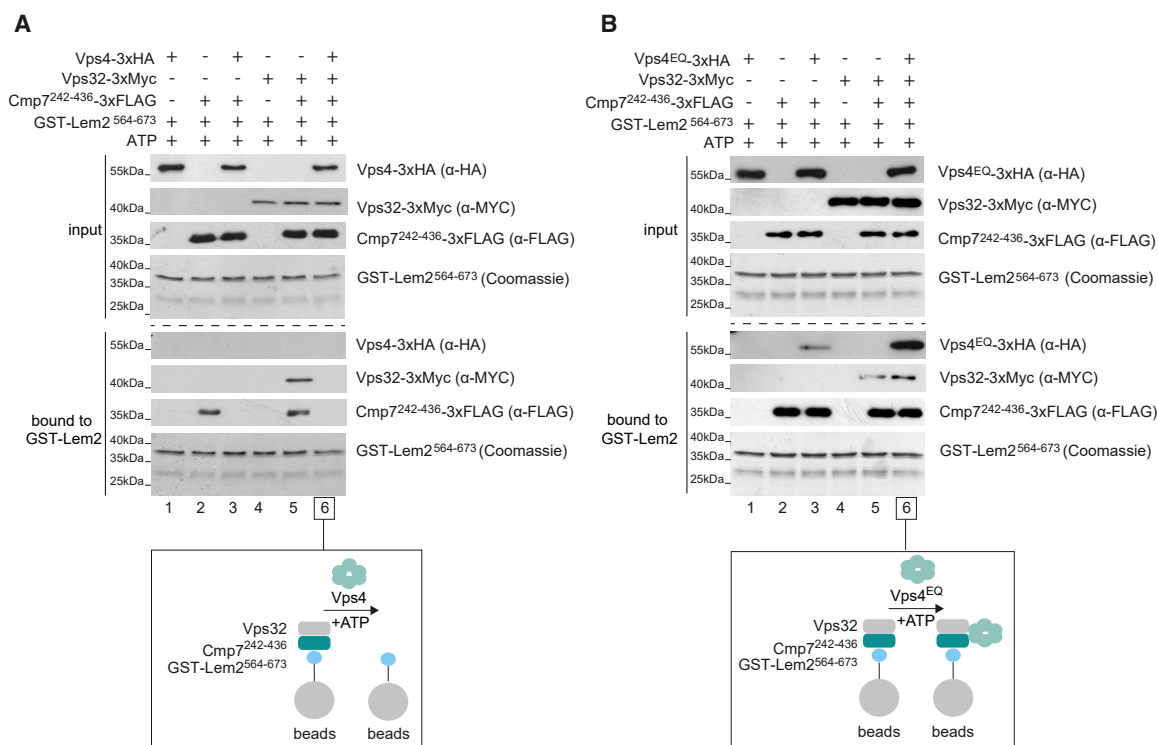 A
Vps4-3xHA + - + - - +
Vps32-3xMyc - - - + + +
Cmp7242-436-3xFLAG - + + - + +
GST-Lem2 564-673 + + + + + +
ATP + + + + + +
input
55kDa Vps4-3xHA (α-HA)
40kDa Vps32-3xMyc (α-MYC)
35kDa Cmp7242-436-3xFLAG (α-FLAG)
40kDa
35kDa GST-Lem2564-673 (Coomassie)
25kDa
bound to
GST-Lem2
55kDa Vps4-3xHA (α-HA)
40kDa Vps32-3xMyc (α-MYC)
35kDa Cmp7242-436-3xFLAG (α-FLAG)
40kDa
35kDa GST-Lem2564-673 (Coomassie)
25kDa
1 2 3 4 5 6
Vps4
+ATP
Vps32
Cmp7242-436
GST-Lem2564-673
beads beads
B
Vps4EQ-3xHA + - + - - +
Vps32-3xMyc - - - + + +
Cmp7242-436-3xFLAG - + + - + +
GST-Lem2564-673 + + + + + +
ATP + + + + + +
input
55kDa Vps4EQ-3xHA (α-HA)
40kDa Vps32-3xMyc (α-MYC)
35kDa Cmp7242-436-3xFLAG (α-FLAG)
40kDa
35kDa GST-Lem2564-673 (Coomassie)
25kDa
bound to
GST-Lem2
55kDa Vps4EQ-3xHA (α-HA)
40kDa Vps32-3xMyc (α-MYC)
35kDa Cmp7242-436-3xFLAG (α-FLAG)
40kDa
35kDa GST-Lem2564-673 (Coomassie)
25kDa
1 2 3 4 5 6
Vps4EQ
+ATP
Vps32
Cmp7242-436
GST-Lem2564-673
beads beads